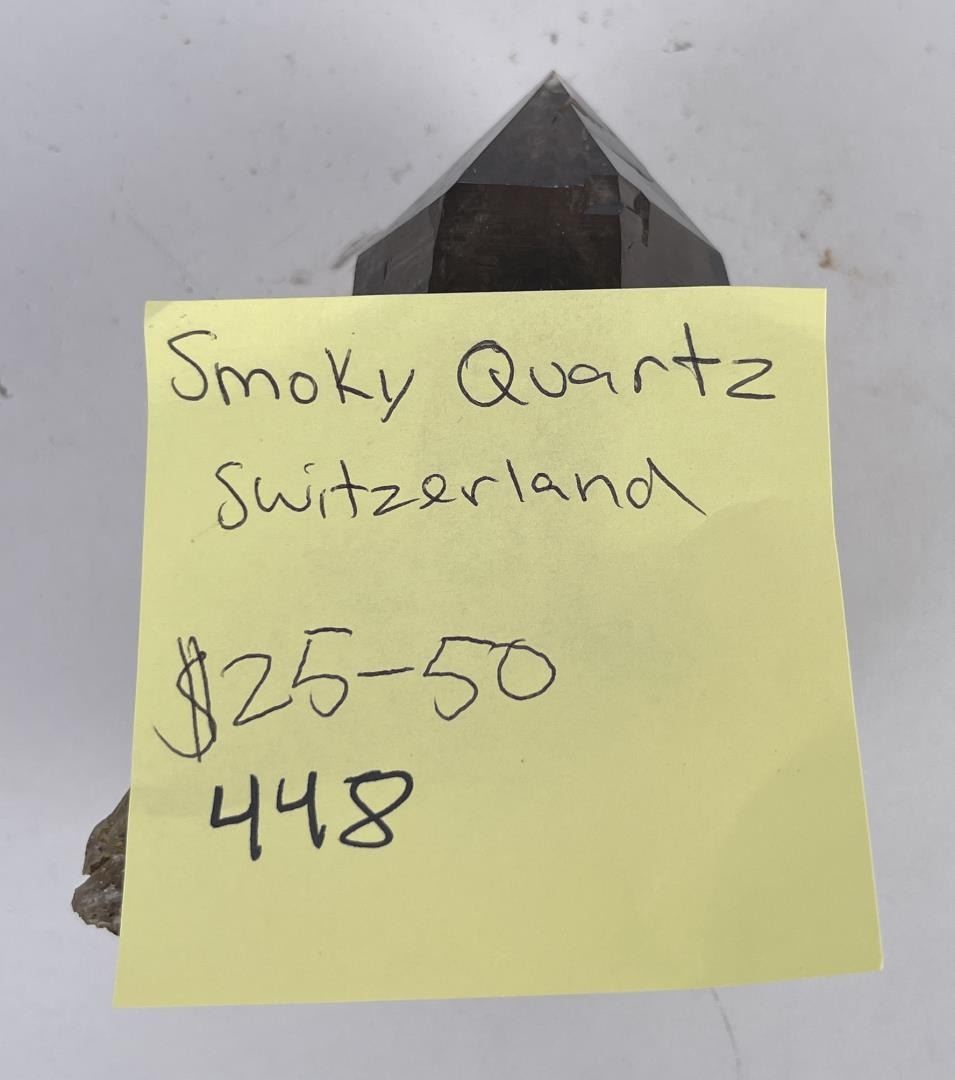 Smoky Quartz
Switzerland
$25-50
448